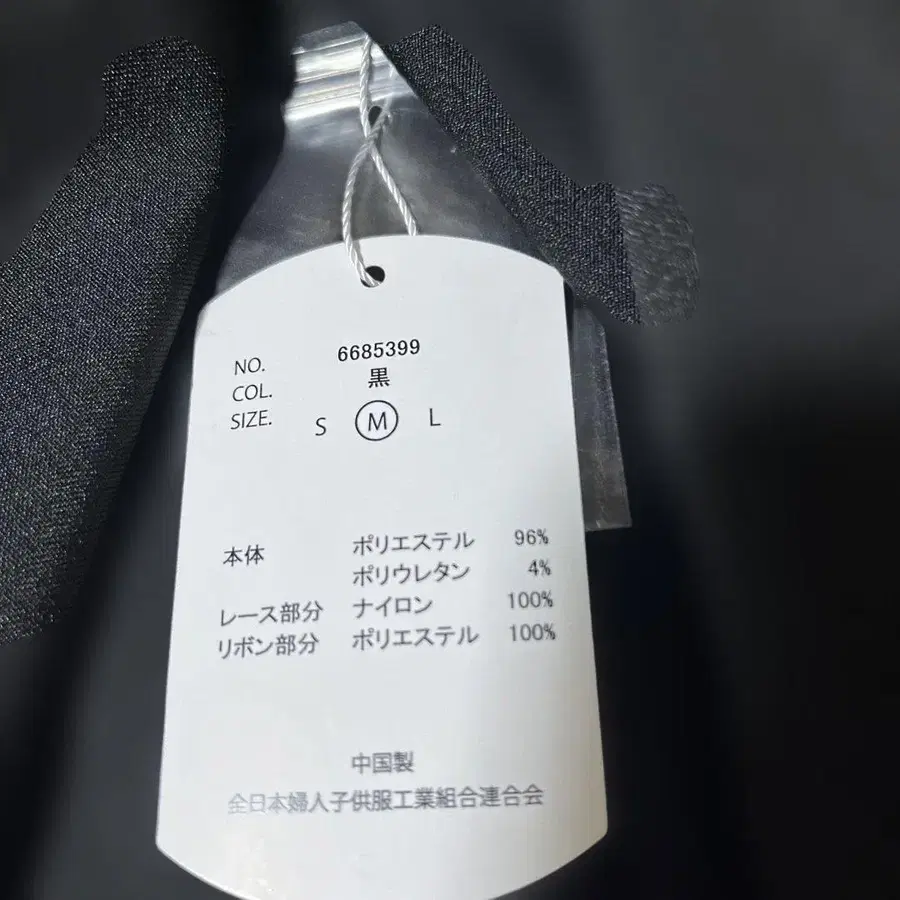 NO. 6685399
COL. 黒
SIZE. S M L
本体 ポリエステル 96%
ポリウレタン 4%
レース部分 ナイロン 100%
リボン部分 ポリエステル 100%
中国製
全日本婦人子供服工業組合連合会